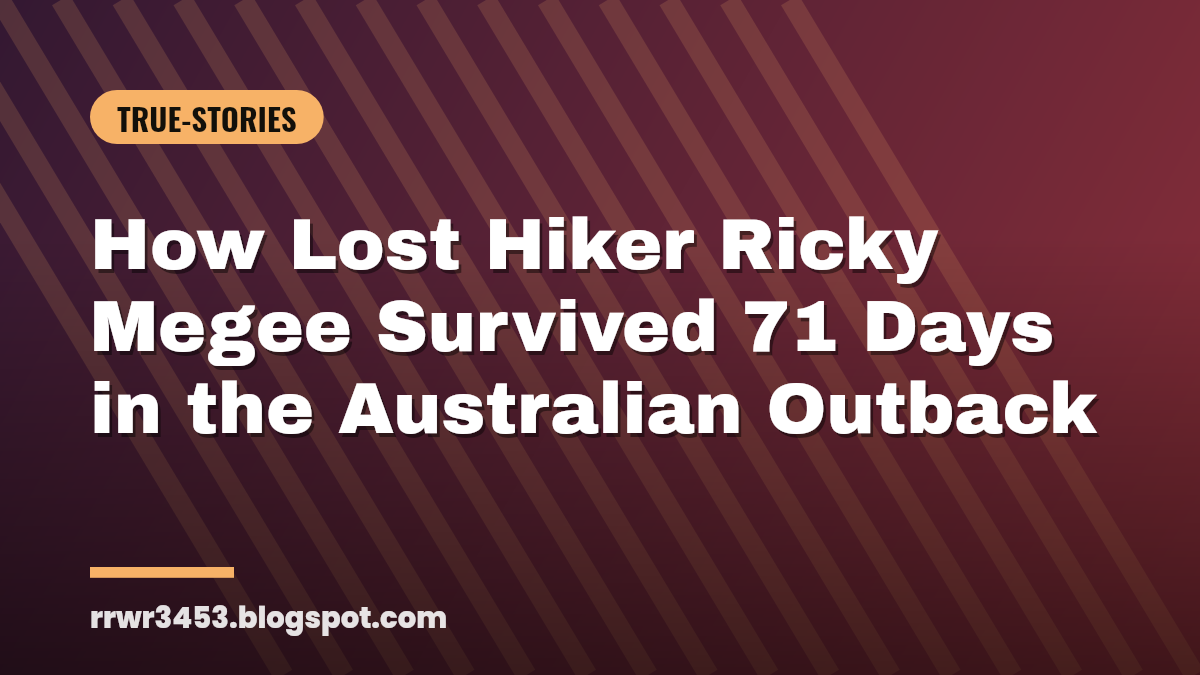 TRUE-STORIES
How Lost Hiker Ricky
Megee Survived 71 Days
in the Australian Outback
rrwr3453.blogspot.com